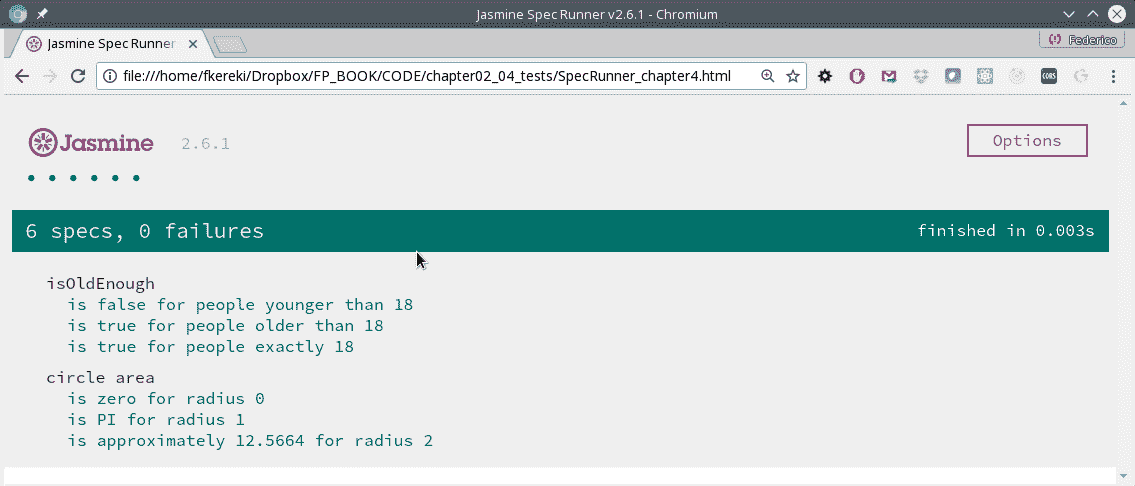 Jasmine Spec Runner v2.6.1 - Chromium
Jasmine Spec Runner
Federico
file:///home/fkereki/Dropbox/FP_BOOK/CODE/chapter02_04_tests/SpecRunner_chapter4.html
CORS
Jasmine 2.6.1
Options
6 specs, 0 failures
finished in 0.003s
isOldEnough
is false for people younger than 18
is true for people older than 18
is true for people exactly 18
circle area
is zero for radius 0
is PI for radius 1
is approximately 12.5664 for radius 2